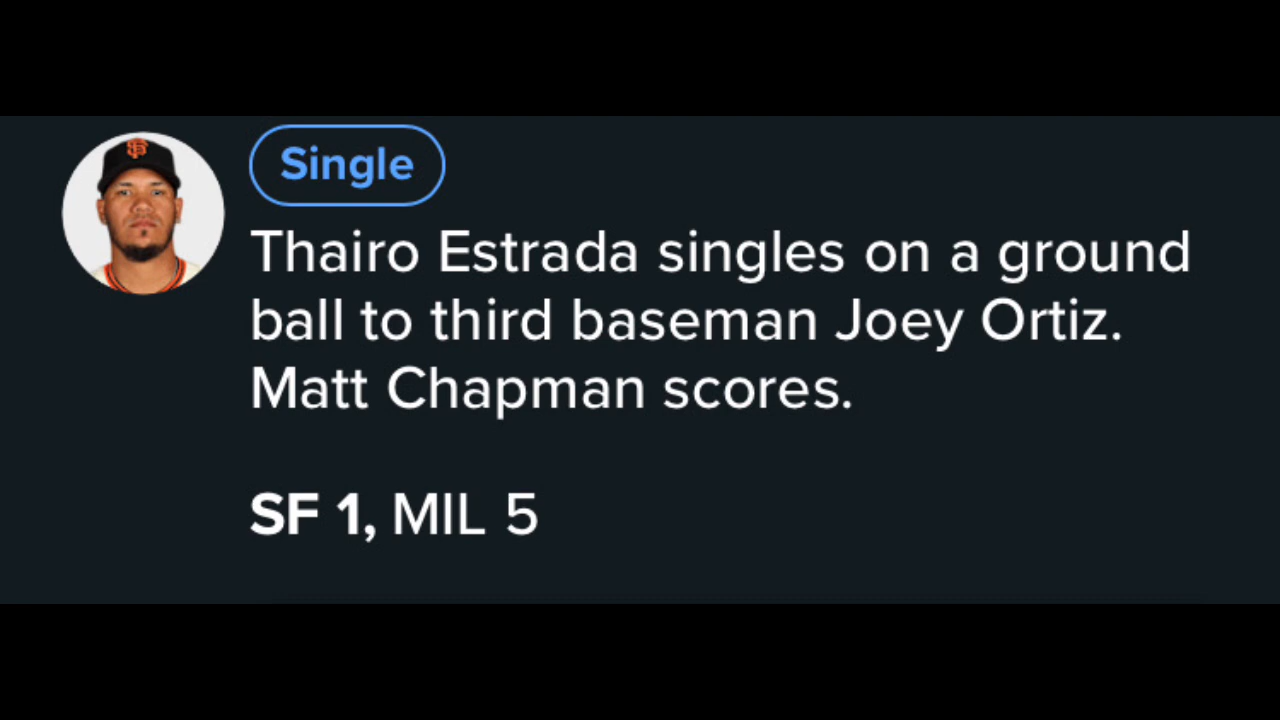 Single
Thairo Estrada singles on a ground
ball to third baseman Joey Ortiz.
Matt Chapman scores.
SF 1, MIL 5